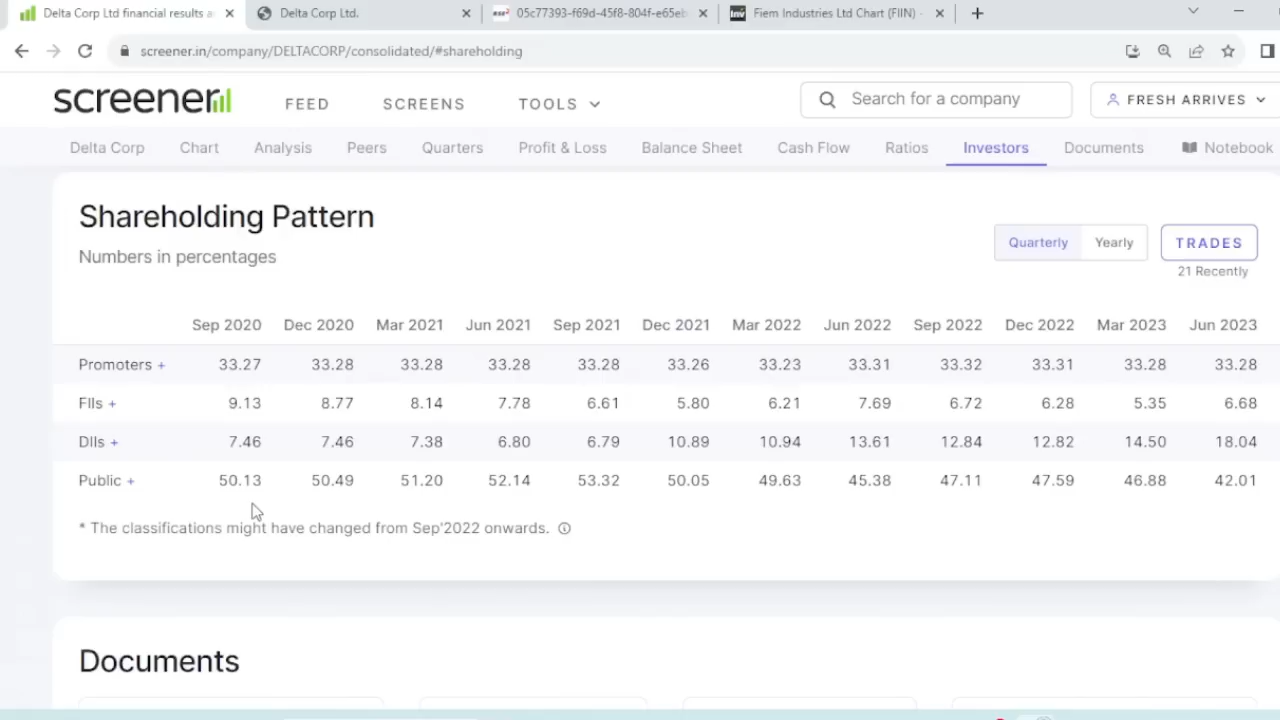 Delta Corp Ltd financial results a
Delta Corp Ltd.
05c77393-f69d-45f8-804f-e65eb
Fiem Industries Ltd Chart (FIIN) -
screener.in/company/DELTACORP/consolidated/#shareholding
screener FEED SCREENS TOOLS Search for a company FRESH ARRIVES
Delta Corp Chart Analysis Peers Quarters Profit & Loss Balance Sheet Cash Flow Ratios Investors Documents Notebook
Shareholding Pattern
Numbers in percentages
Quarterly Yearly TRADES
21 Recently
Sep 2020 Dec 2020 Mar 2021 Jun 2021 Sep 2021 Dec 2021 Mar 2022 Jun 2022 Sep 2022 Dec 2022 Mar 2023 Jun 2023
Promoters + 33.27 33.28 33.28 33.28 33.28 33.26 33.23 33.31 33.32 33.31 33.28 33.28
FIIs + 9.13 8.77 8.14 7.78 6.61 5.80 6.21 7.69 6.72 6.28 5.35 6.68
DIIs + 7.46 7.46 7.38 6.80 6.79 10.89 10.94 13.61 12.84 12.82 14.50 18.04
Public + 50.13 50.49 51.20 52.14 53.32 50.05 49.63 45.38 47.11 47.59 46.88 42.01
* The classifications might have changed from Sep'2022 onwards.
Documents